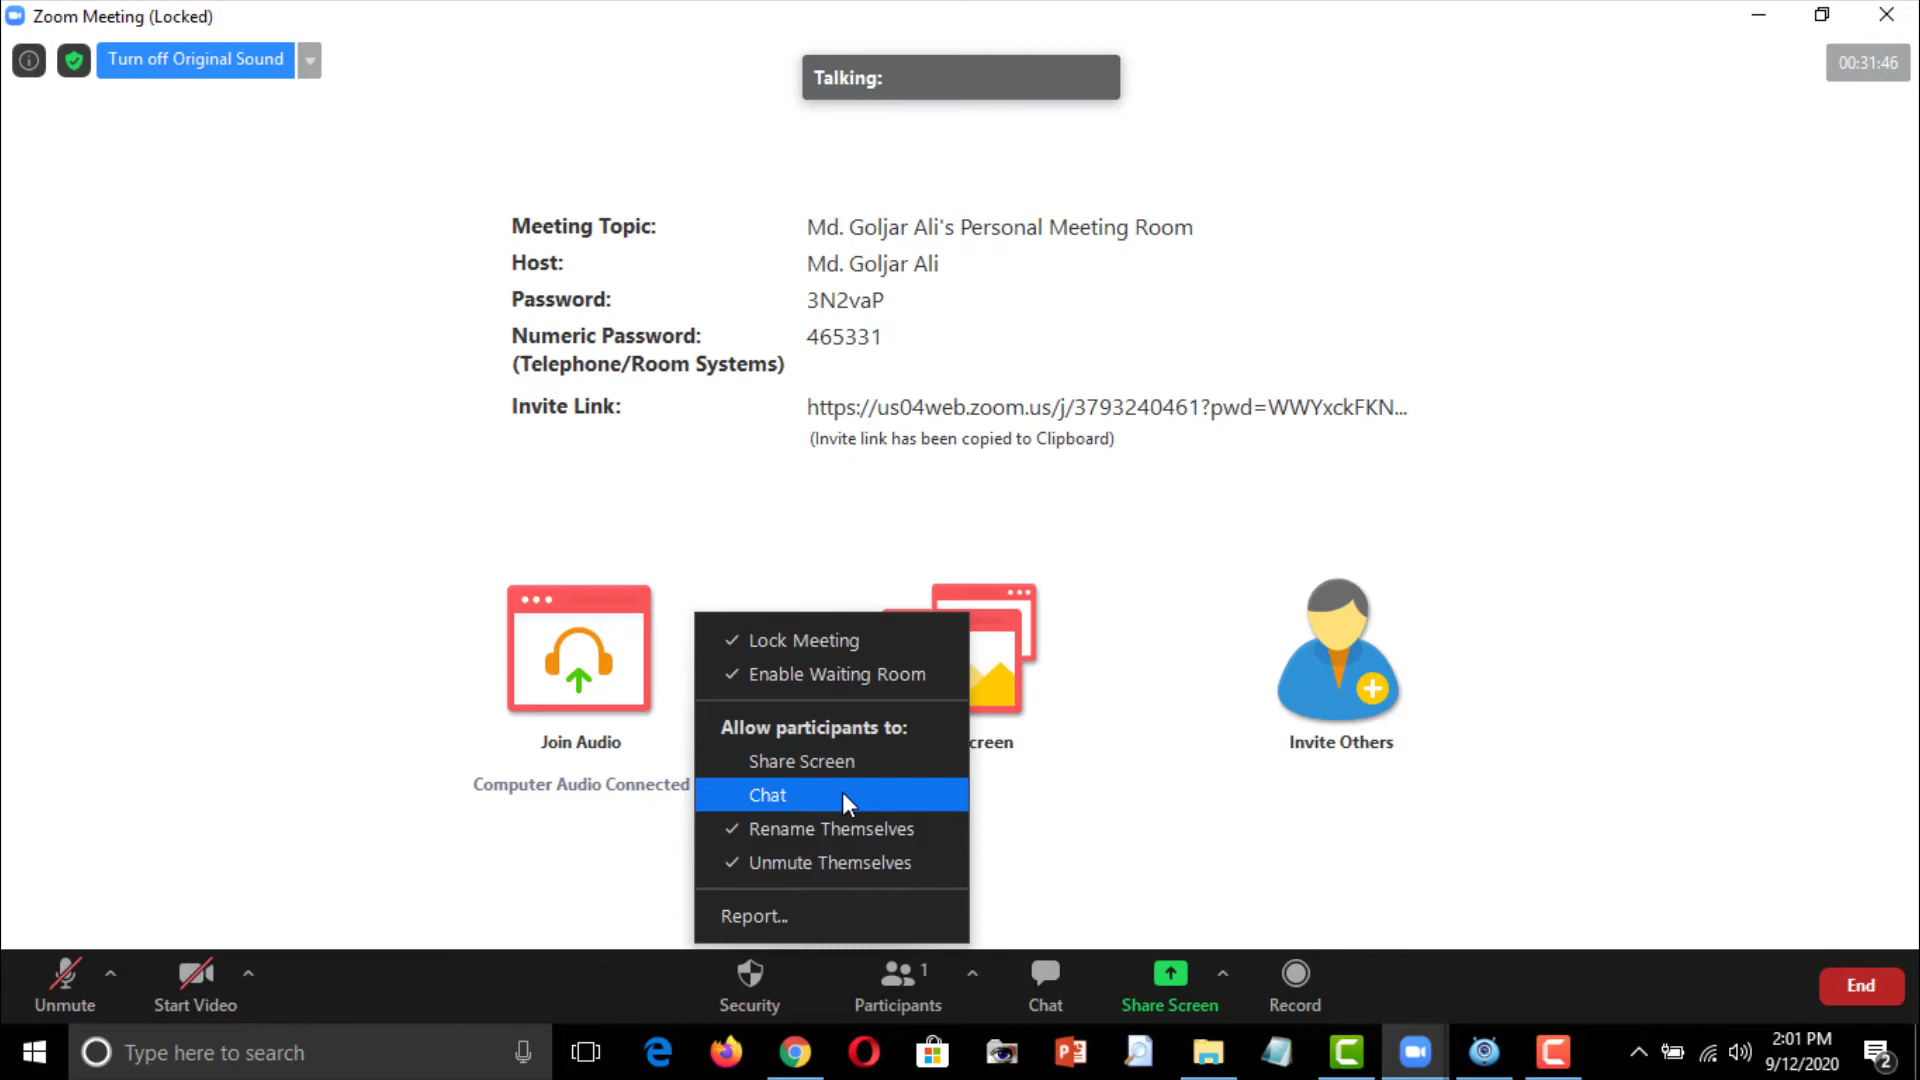 Zoom Meeting (Locked)
Turn off Original Sound
Talking:
00:31:46
Meeting Topic: Md. Goljar Ali's Personal Meeting Room
Host: Md. Goljar Ali
Password: 3N2vaP
Numeric Password: 465331
(Telephone/Room Systems)
Invite Link: https://us04web.zoom.us/j/3793240461?pwd=WWYxckFKN...
(Invite link has been copied to Clipboard)
Join Audio
Computer Audio Connected
creen
Invite Others
Lock Meeting
Enable Waiting Room
Allow participants to:
Share Screen
Chat
Rename Themselves
Unmute Themselves
Report...
Unmute
Start Video
Security
Participants 1
Chat
Share Screen
Record
End
Type here to search
2:01 PM
9/12/2020
2